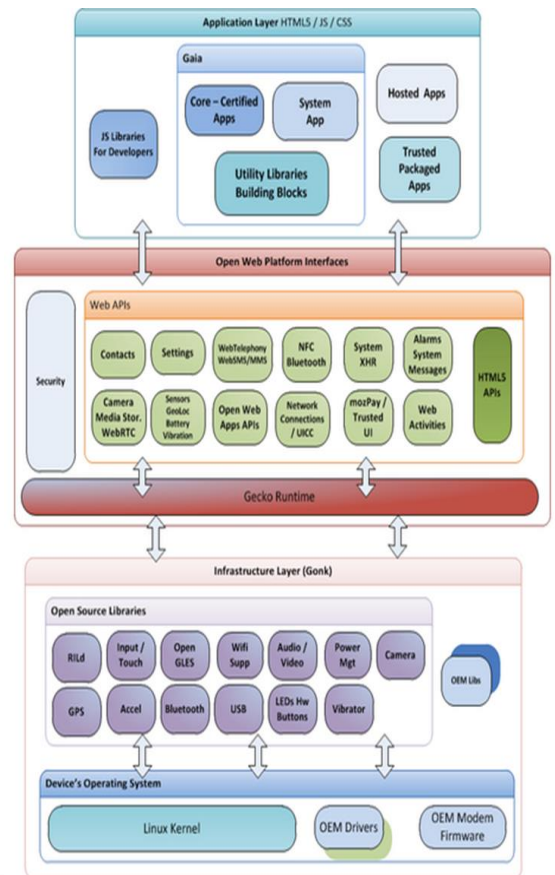 Application Layer HTML5 / JS / CSS
Gaia
JS Libraries
For Developers
Core – Certified
Apps
System
App
Utility Libraries
Building Blocks
Hosted Apps
Trusted
Packaged
Apps
Open Web Platform Interfaces
Security
Web APIs
Contacts
Settings
WebTelephony
WebSMS/MMS
NFC
Bluetooth
System
XHR
Alarms
System
Messages
Camera
Media Stor.
WebRTC
Sensors
GeoLoc
Battery
Vibration
Open Web
Apps APIs
Network
Connections
/ UICC
mozPay /
Trusted
UI
Web
Activities
HTML5
APIs
Gecko Runtime
Infrastructure Layer (Gonk)
Open Source Libraries
RILd
Input /
Touch
Open
GLES
Wifi
Supp
Audio /
Video
Power
Mgt
Camera
GPS
Accel
Bluetooth
USB
LEDs Hw
Buttons
Vibrator
OEM Libs
Device's Operating System
Linux Kernel
OEM Drivers
OEM Modem
Firmware